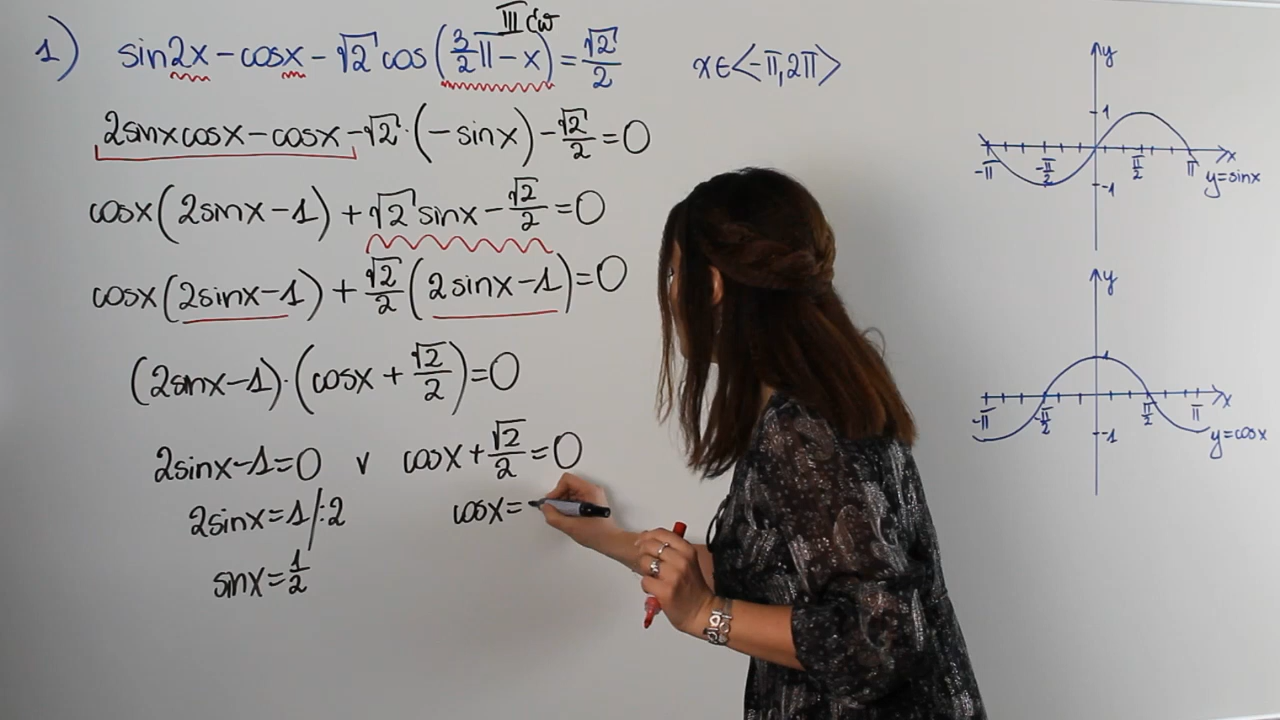 III ćw
1) sin2x - cosx - √2 cos(3/2 π - x) = √2/2 x∈<-π, 2π>
2sinxcosx - cosx - √2 · (-sinx) - √2/2 = 0
cosx(2sinx - 1) + √2 sinx - √2/2 = 0
cosx(2sinx - 1) + √2/2 (2sinx - 1) = 0
(2sinx - 1) · (cosx + √2/2) = 0
2sinx - 1 = 0 v cosx + √2/2 = 0
2sinx = 1 /:2 cosx = -
sinx = 1/2
y
1
-π -π/2 π/2 π x
-1
y = sinx
y
1
-π -π/2 π/2 π x
-1
y = cosx